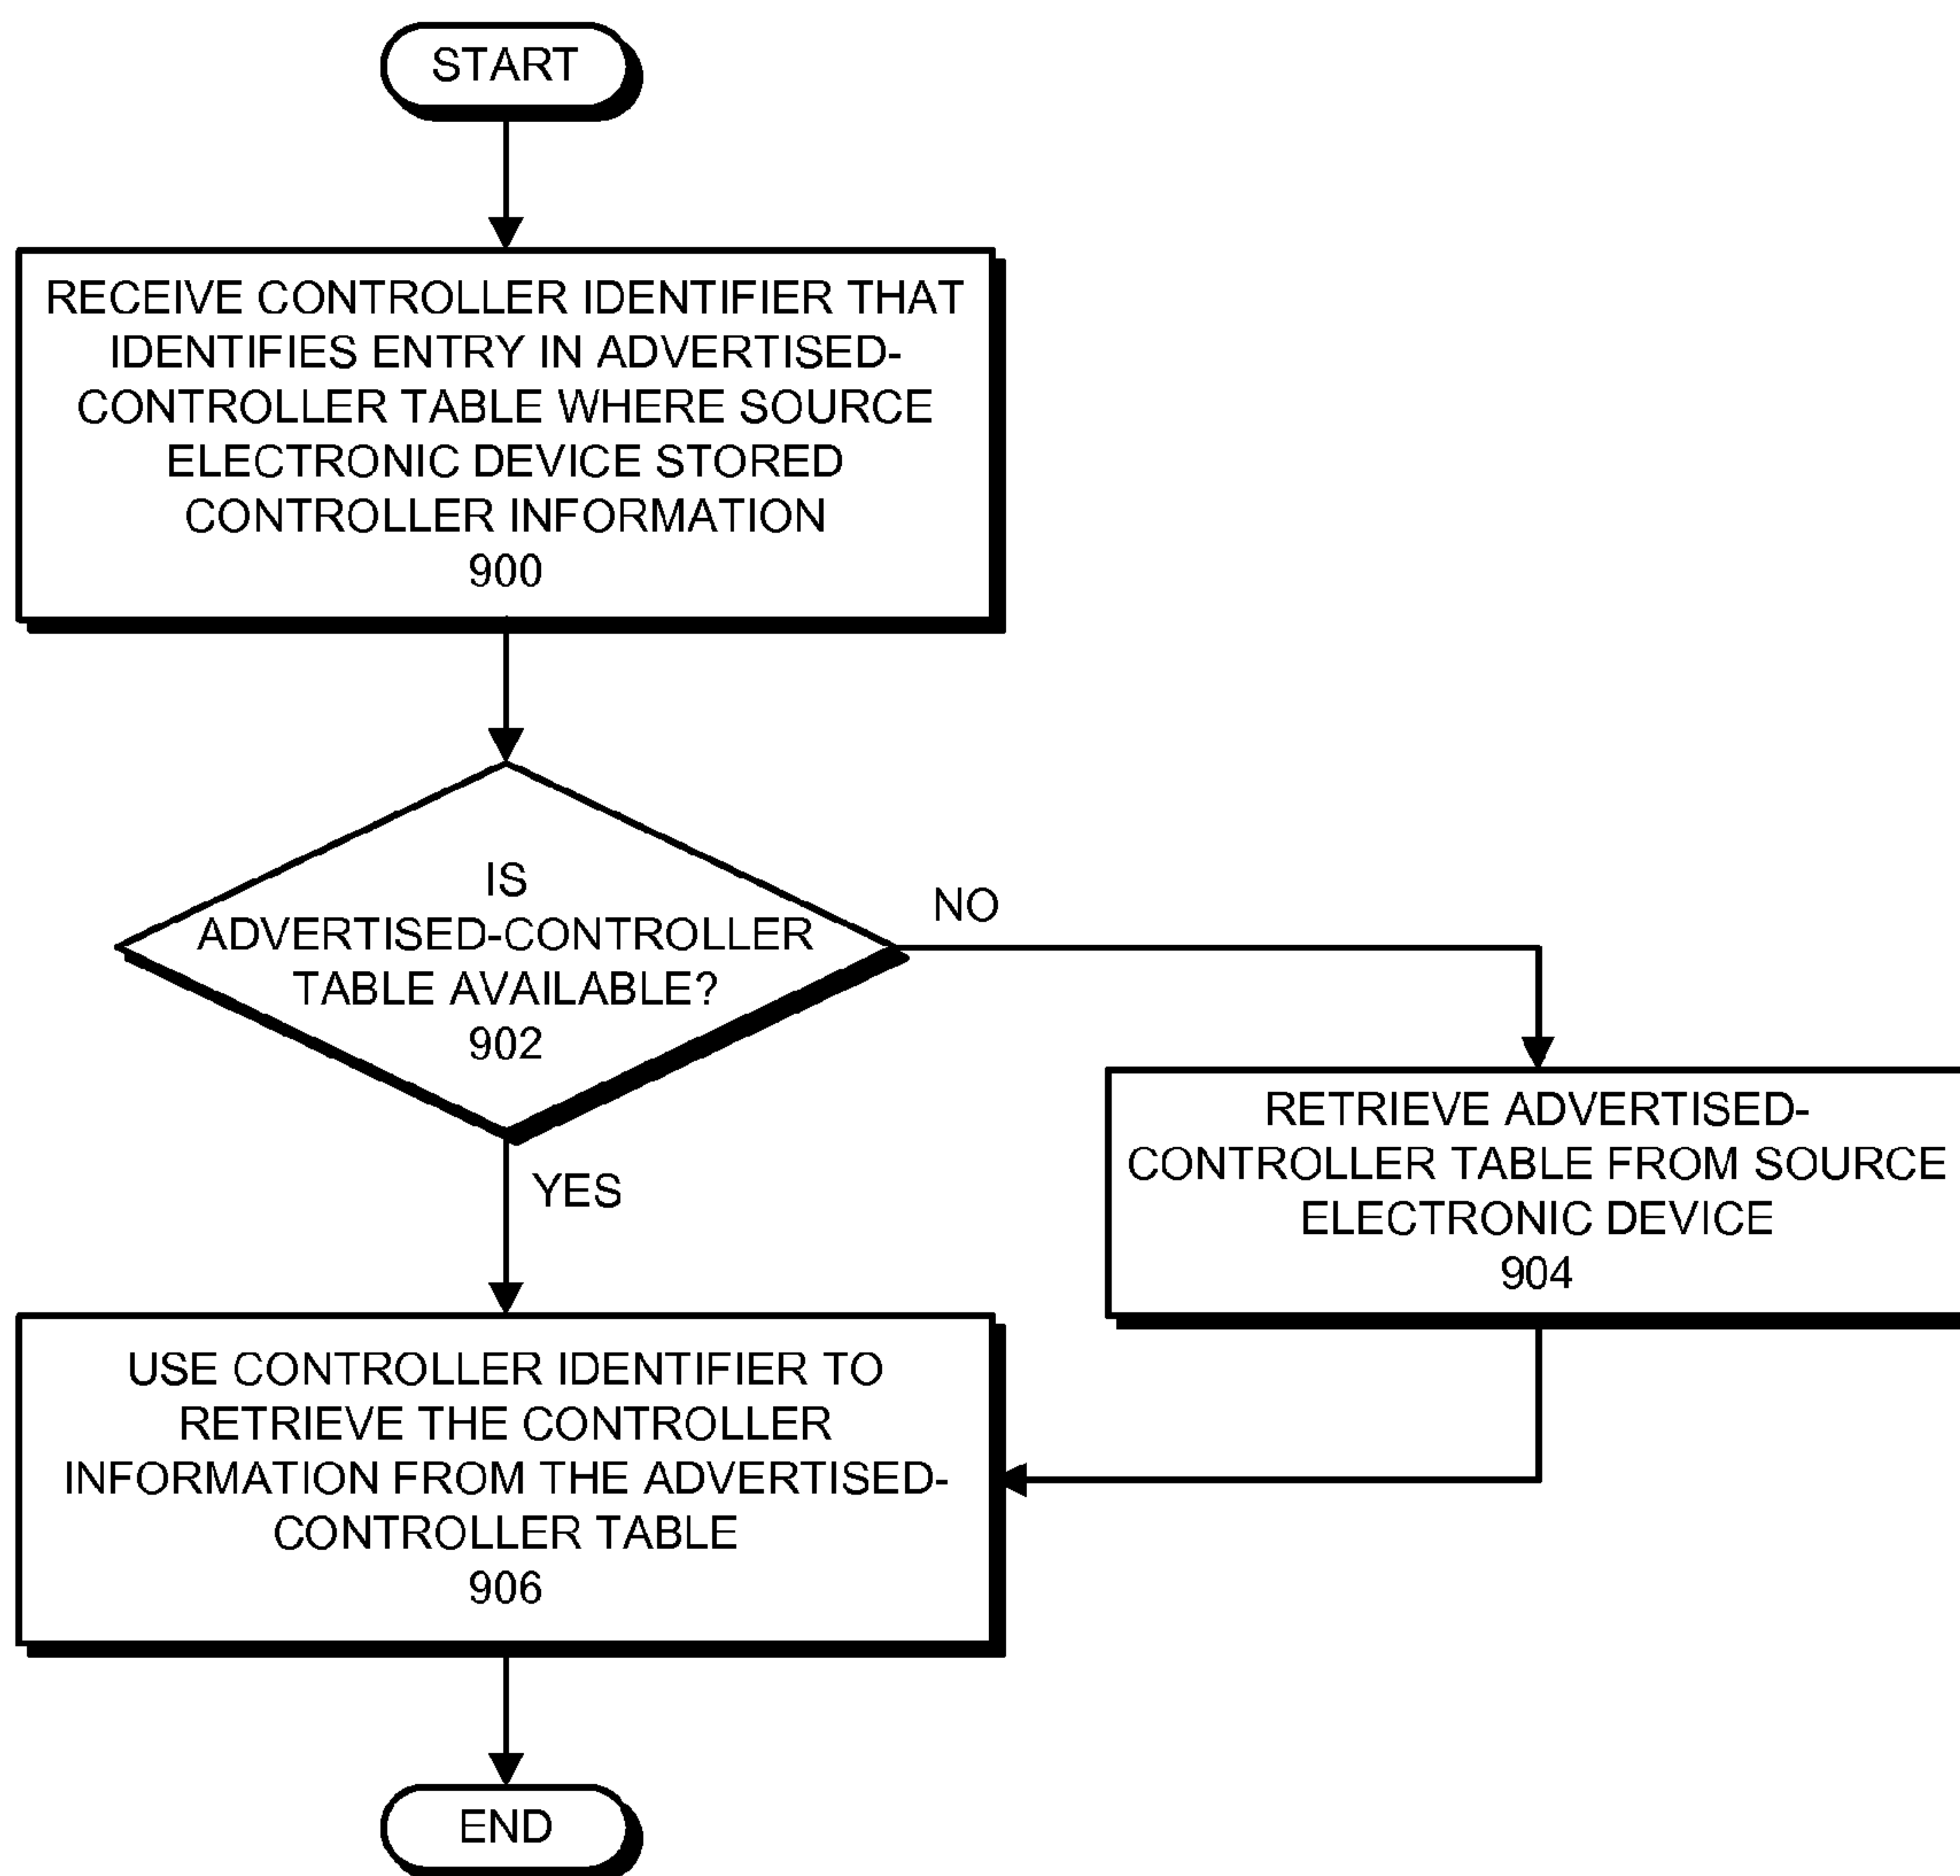 START
RECEIVE CONTROLLER IDENTIFIER THAT
IDENTIFIES ENTRY IN ADVERTISED-
CONTROLLER TABLE WHERE SOURCE
ELECTRONIC DEVICE STORED
CONTROLLER INFORMATION
900
IS
ADVERTISED-CONTROLLER
TABLE AVAILABLE?
902
NO
YES
RETRIEVE ADVERTISED-
CONTROLLER TABLE FROM SOURCE
ELECTRONIC DEVICE
904
USE CONTROLLER IDENTIFIER TO
RETRIEVE THE CONTROLLER
INFORMATION FROM THE ADVERTISED-
CONTROLLER TABLE
906
END